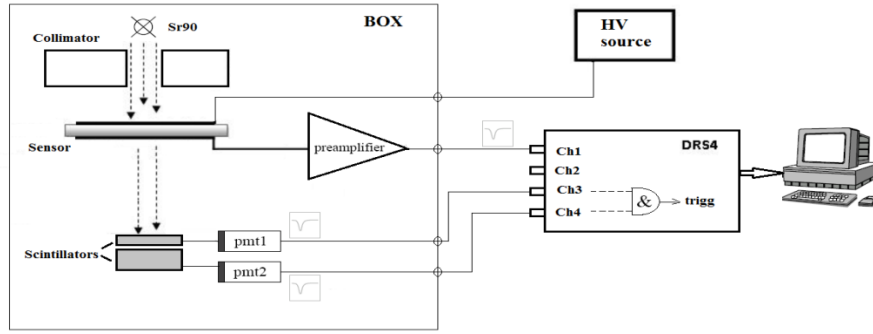 Sr90
BOX
Collimator
HV
source
Sensor
preamplifier
Ch1
DRS4
Ch2
Ch3
&
trigg
Ch4
pmt1
Scintillators
pmt2